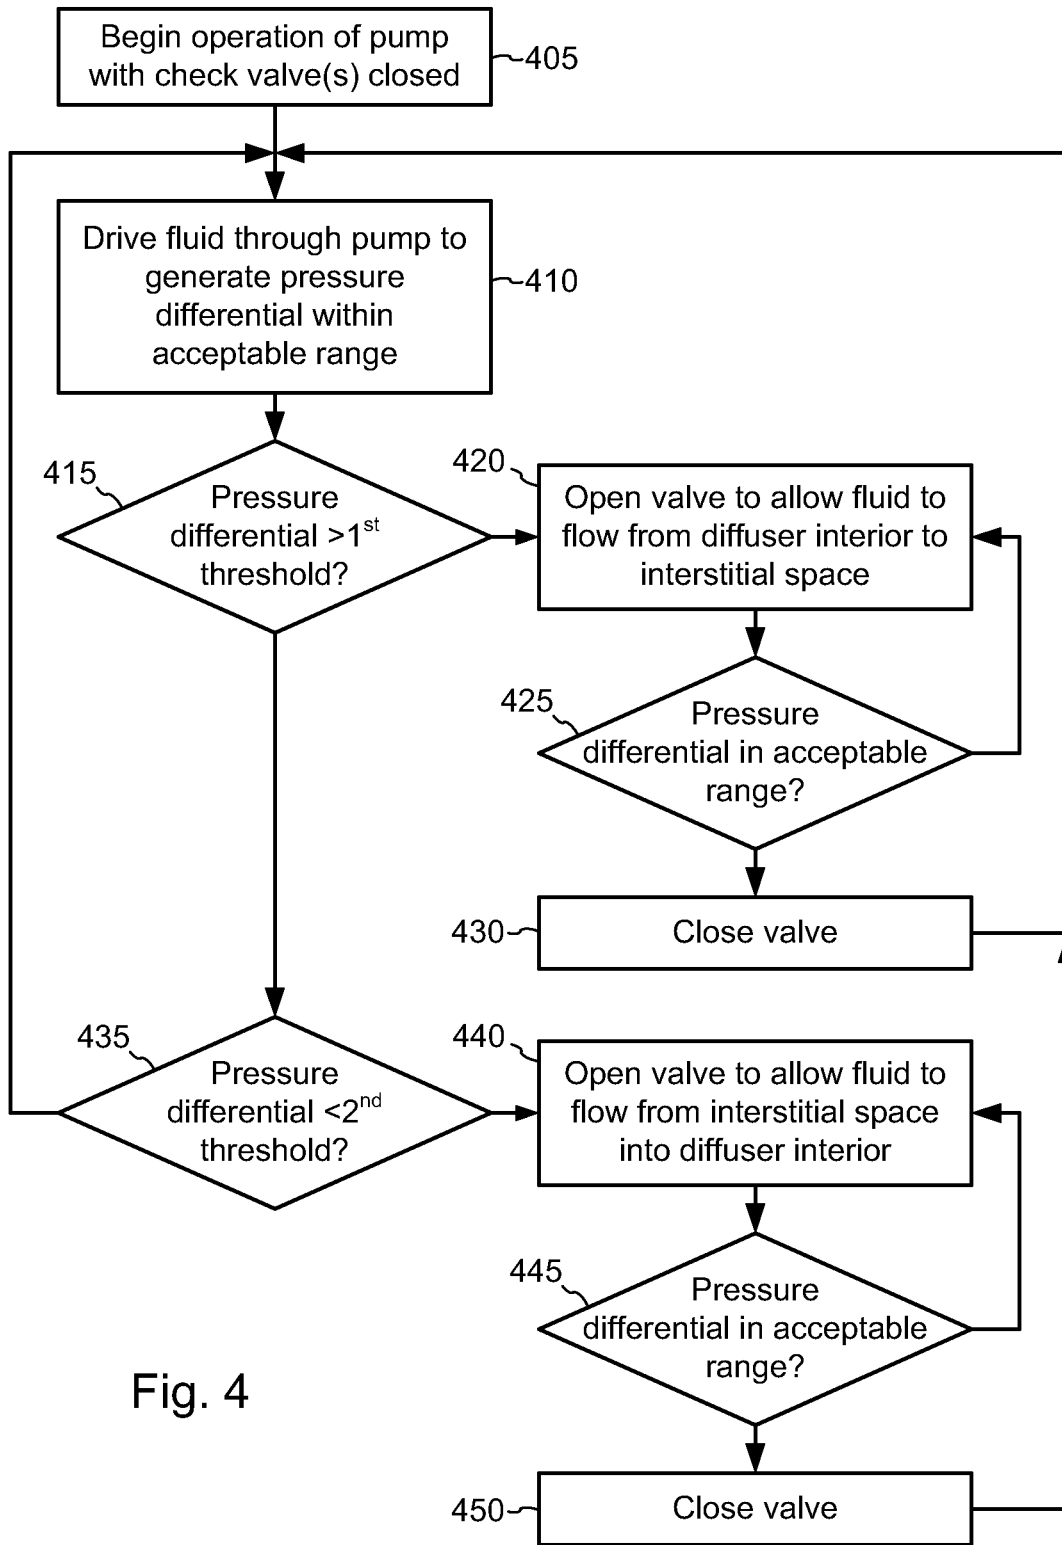 Begin operation of pump
with check valve(s) closed
405
Drive fluid through pump to
generate pressure
differential within
acceptable range
410
415
Pressure
differential >1st
threshold?
420
Open valve to allow fluid to
flow from diffuser interior to
interstitial space
425
Pressure
differential in acceptable
range?
430
Close valve
435
Pressure
differential <2nd
threshold?
440
Open valve to allow fluid to
flow from interstitial space
into diffuser interior
445
Pressure
differential in acceptable
range?
450
Close valve
Fig. 4